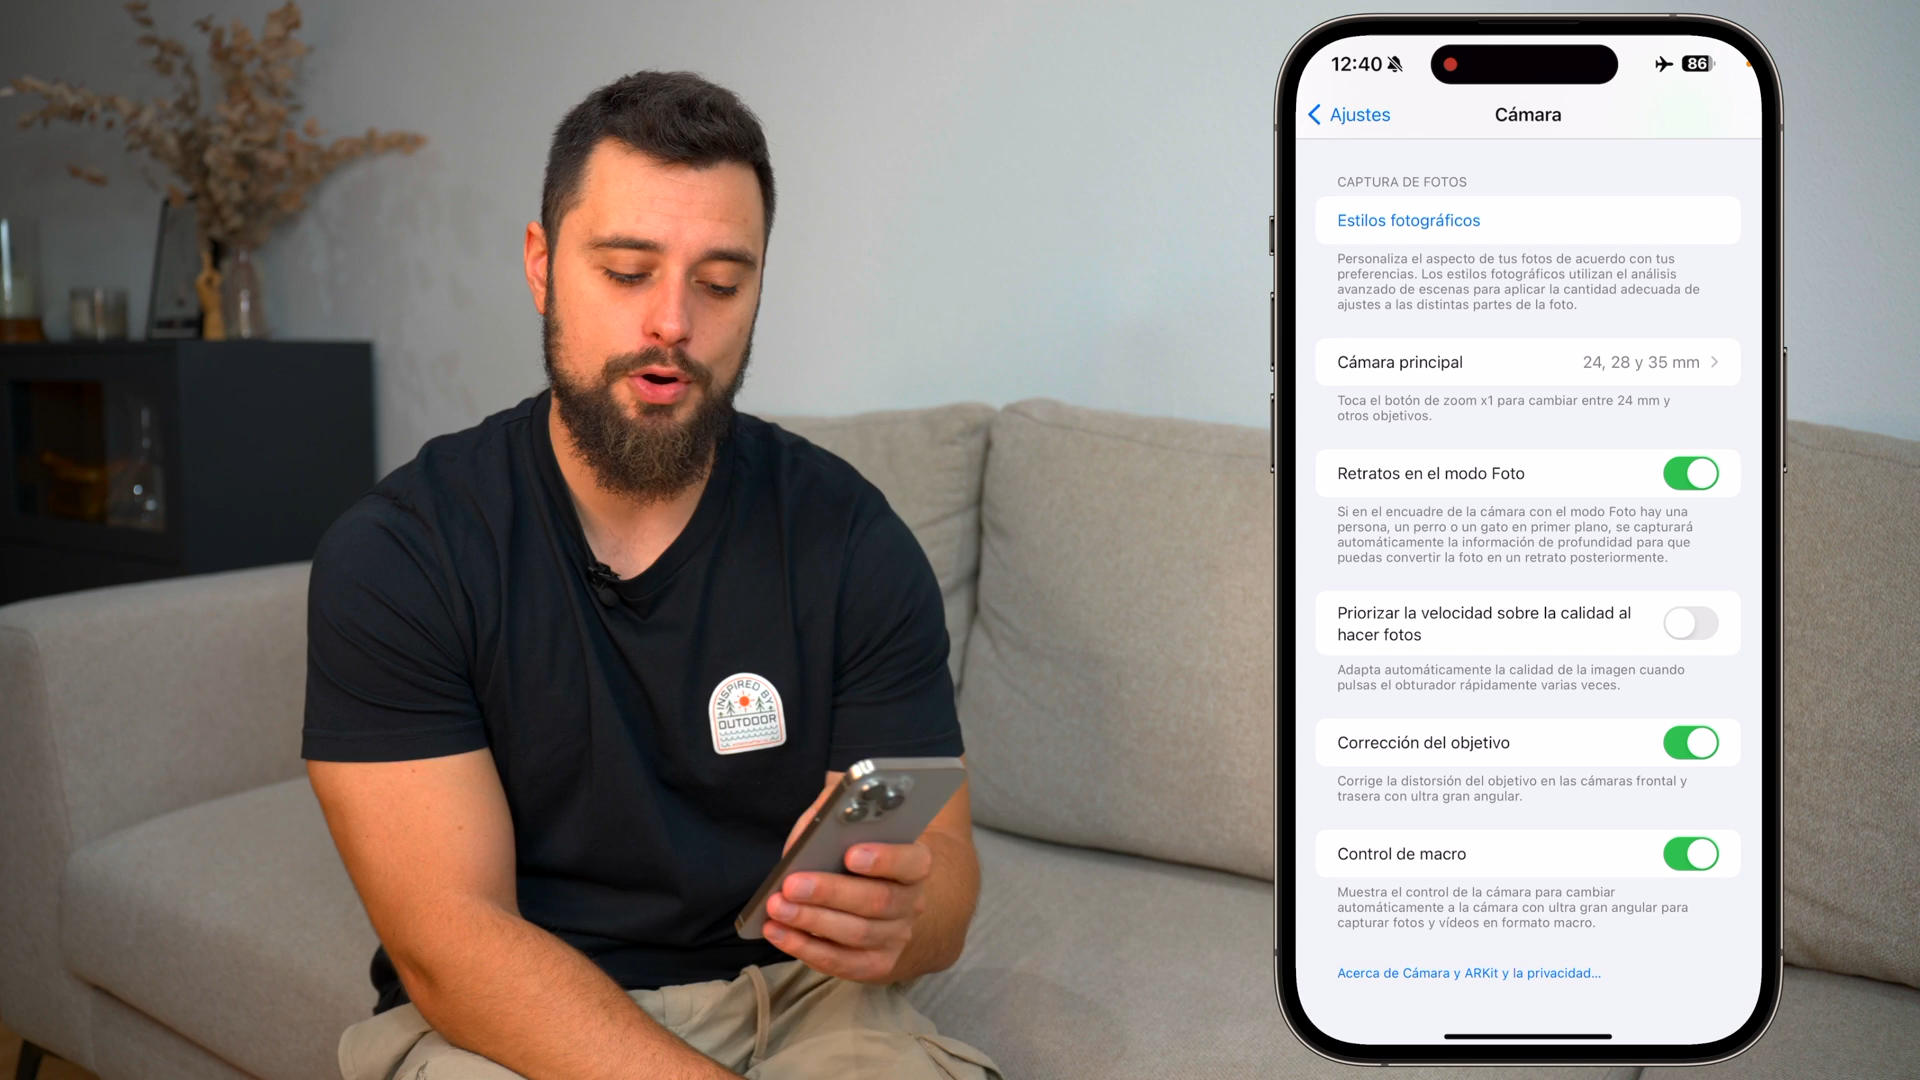 12:40
86
Ajustes
Cámara
CAPTURA DE FOTOS
Estilos fotográficos
Personaliza el aspecto de tus fotos de acuerdo con tus
preferencias. Los estilos fotográficos utilizan el análisis
avanzado de escenas para aplicar la cantidad adecuada de
ajustes a las distintas partes de la foto.
Cámara principal 24, 28 y 35 mm
Toca el botón de zoom x1 para cambiar entre 24 mm y
otros objetivos.
Retratos en el modo Foto
Si en el encuadre de la cámara con el modo Foto hay una
persona, un perro o un gato en primer plano, se capturará
automáticamente la información de profundidad para que
puedas convertir la foto en un retrato posteriormente.
Priorizar la velocidad sobre la calidad al
hacer fotos
Adapta automáticamente la calidad de la imagen cuando
pulsas el obturador rápidamente varias veces.
Corrección del objetivo
Corrige la distorsión del objetivo en las cámaras frontal y
trasera con ultra gran angular.
Control de macro
Muestra el control de la cámara para cambiar
automáticamente a la cámara con ultra gran angular para
capturar fotos y vídeos en formato macro.
Acerca de Cámara y ARKit y la privacidad...
INSPIRED BY
OUTDOOR